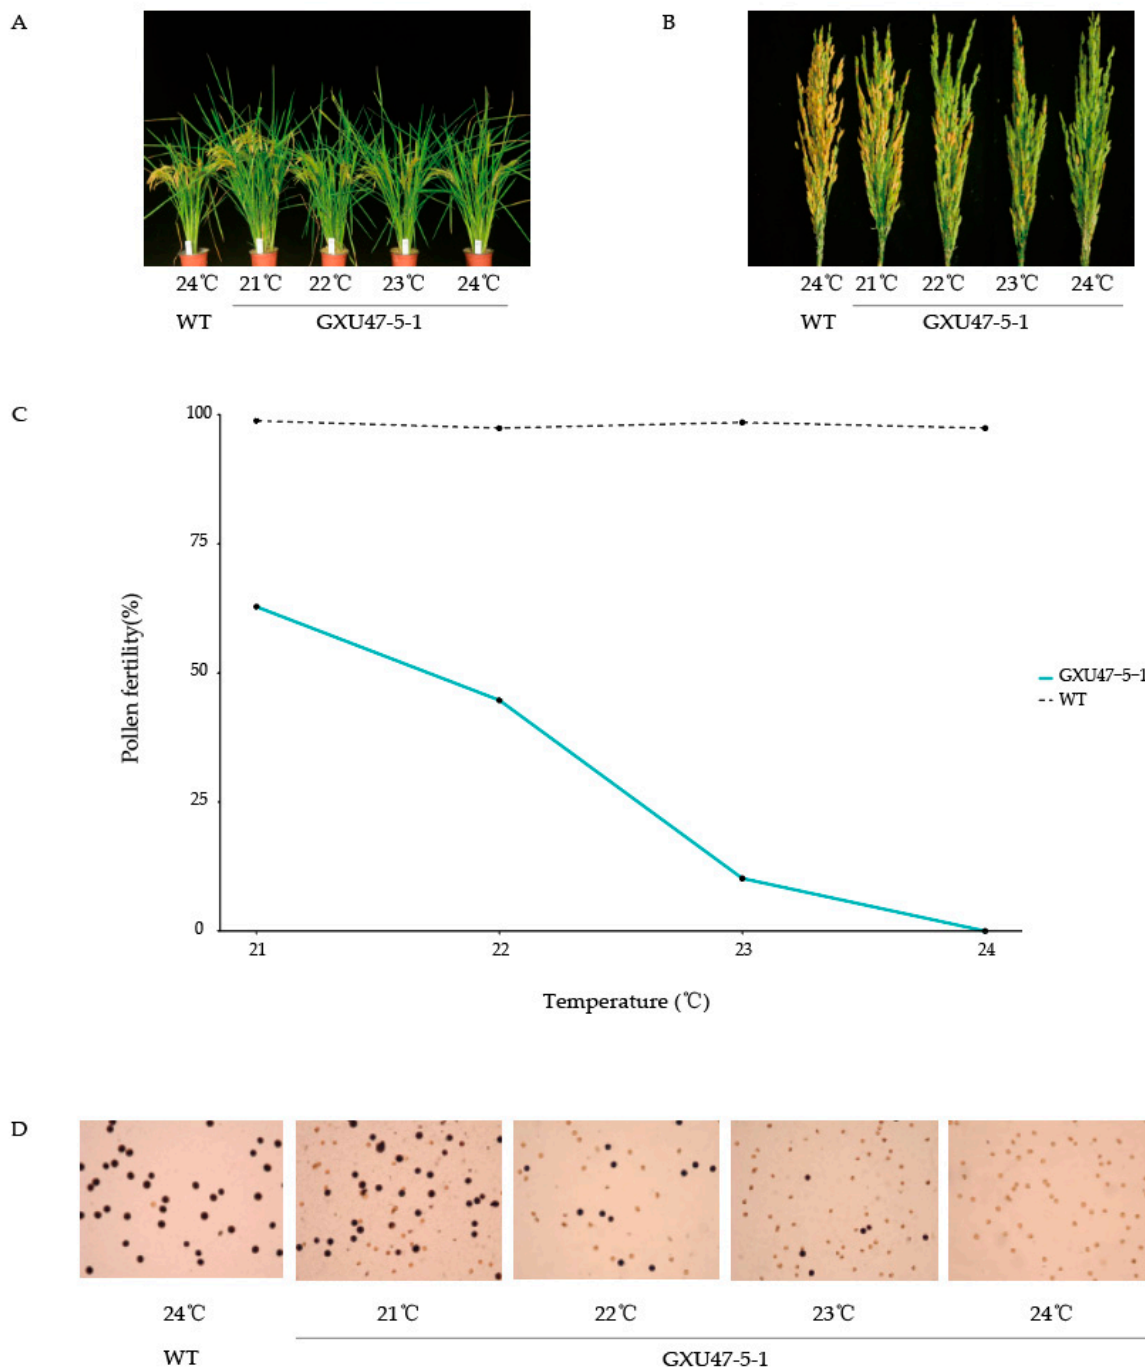 A
B
24℃ 21℃ 22℃ 23℃ 24℃
WT GXU47-5-1
24℃ 21℃ 22℃ 23℃ 24℃
WT GXU47-5-1
C
100
75
50
25
0
Pollen fertility(%)
21 22 23 24
Temperature (℃)
GXU47-5-1
WT
D
24℃ 21℃ 22℃ 23℃ 24℃
WT GXU47-5-1